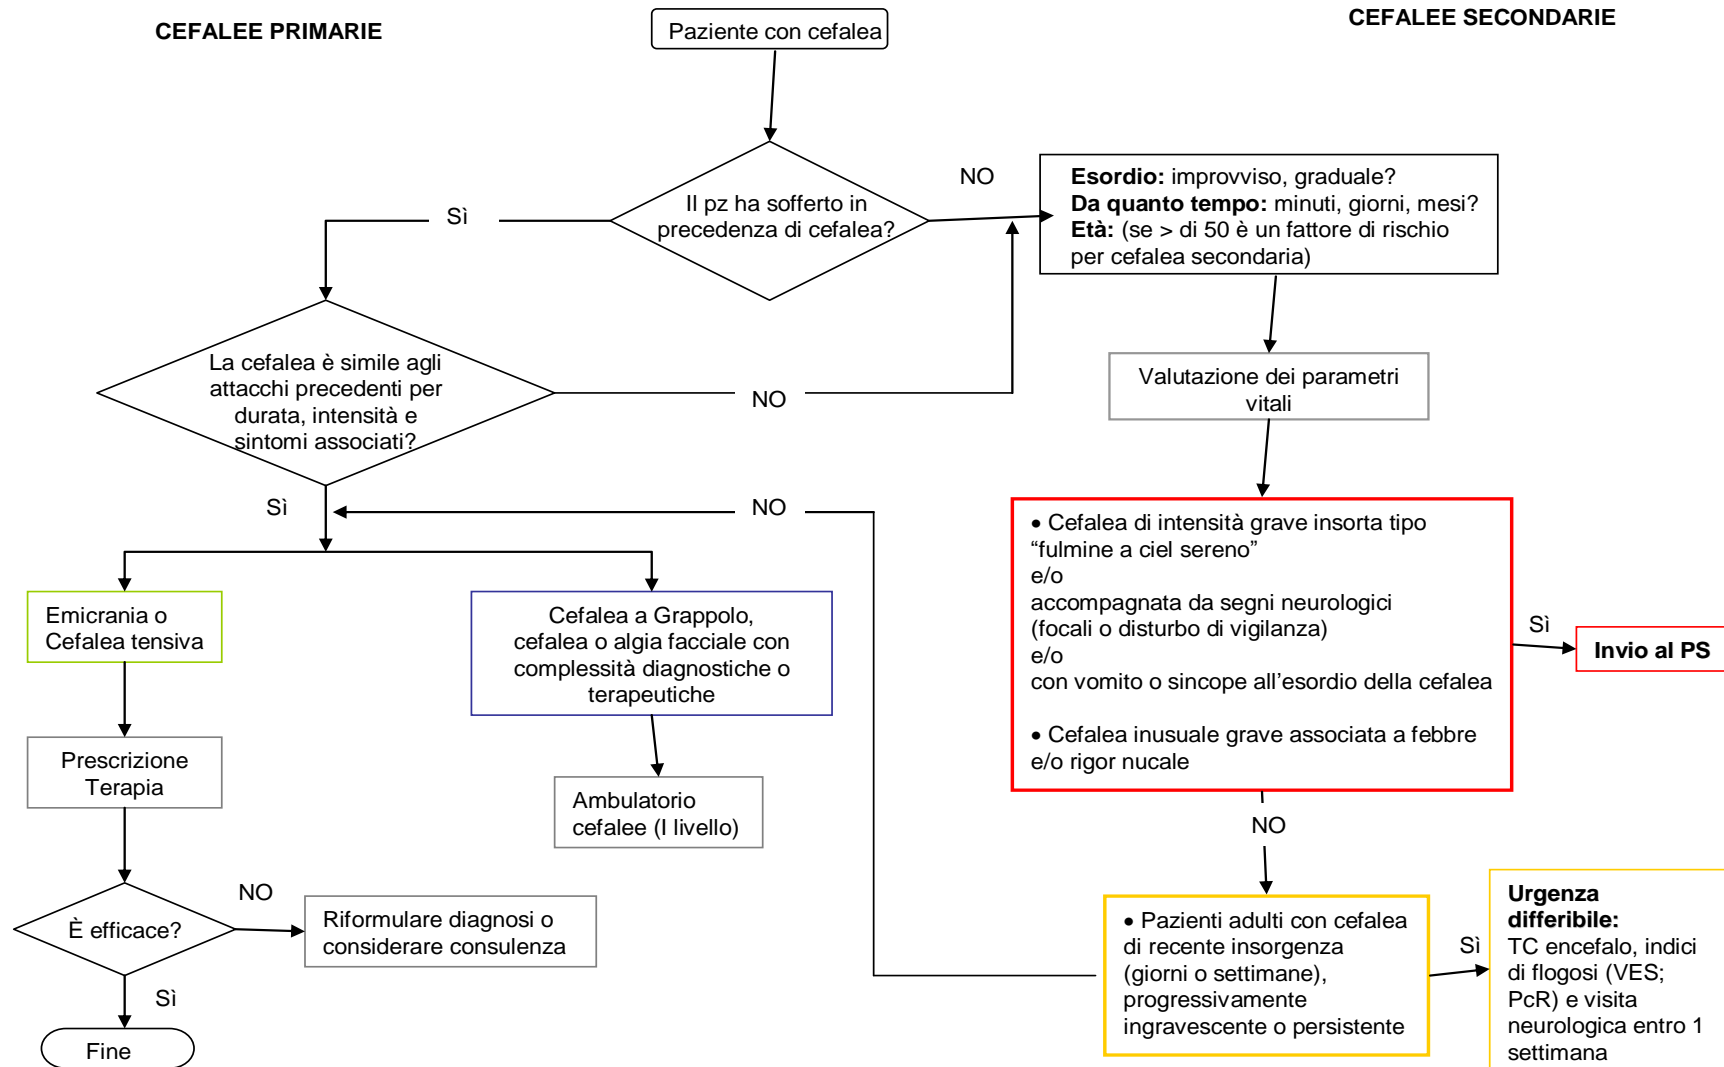 CEFALEE PRIMARIE
Paziente con cefalea
CEFALEE SECONDARIE
Il pz ha sofferto in
precedenza di cefalea?
Sì
NO
Esordio: improvviso, graduale?
Da quanto tempo: minuti, giorni, mesi?
Età: (se > di 50 è un fattore di rischio
per cefalea secondaria)
La cefalea è simile agli
attacchi precedenti per
durata, intensità e
sintomi associati?
NO
Valutazione dei parametri
vitali
Sì
NO
• Cefalea di intensità grave insorta tipo
“fulmine a ciel sereno”
e/o
accompagnata da segni neurologici
(focali o disturbo di vigilanza)
e/o
con vomito o sincope all’esordio della cefalea
• Cefalea inusuale grave associata a febbre
e/o rigor nucale
Sì
Invio al PS
Emicrania o
Cefalea tensiva
Cefalea a Grappolo,
cefalea o algia facciale con
complessità diagnostiche o
terapeutiche
Prescrizione
Terapia
Ambulatorio
cefalee (I livello)
NO
È efficace?
NO
Riformulare diagnosi o
considerare consulenza
Sì
Fine
• Pazienti adulti con cefalea
di recente insorgenza
(giorni o settimane),
progressivamente
ingravescente o persistente
Sì
Urgenza
differibile:
TC encefalo, indici
di flogosi (VES;
PcR) e visita
neurologica entro 1
settimana